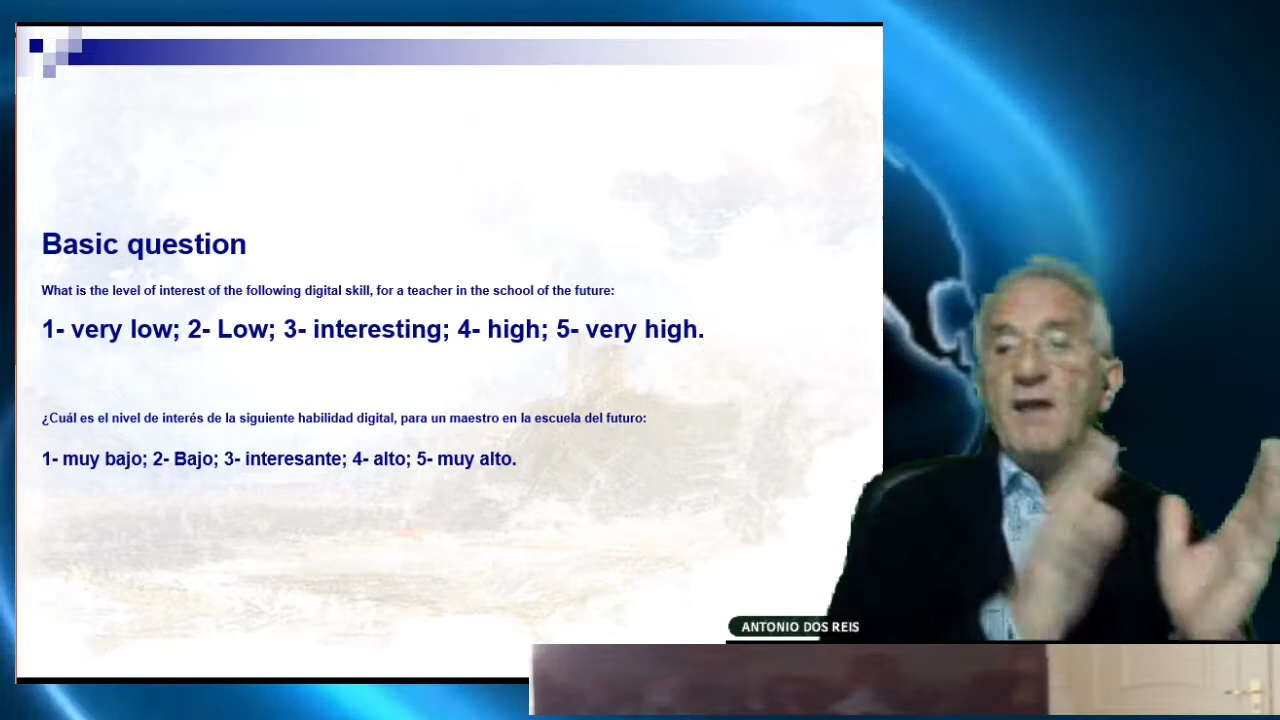 Basic question
What is the level of interest of the following digital skill, for a teacher in the school of the future:
1- very low; 2- Low; 3- interesting; 4- high; 5- very high.
¿Cuál es el nivel de interés de la siguiente habilidad digital, para un maestro en la escuela del futuro:
1- muy bajo; 2- Bajo; 3- interesante; 4- alto; 5- muy alto.
ANTONIO DOS REIS